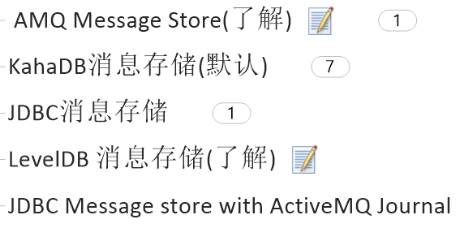 AMQ Message Store(了解) 1
KahaDB消息存储(默认) 7
JDBC消息存储 1
LevelDB 消息存储(了解)
JDBC Message store with ActiveMQ Journal